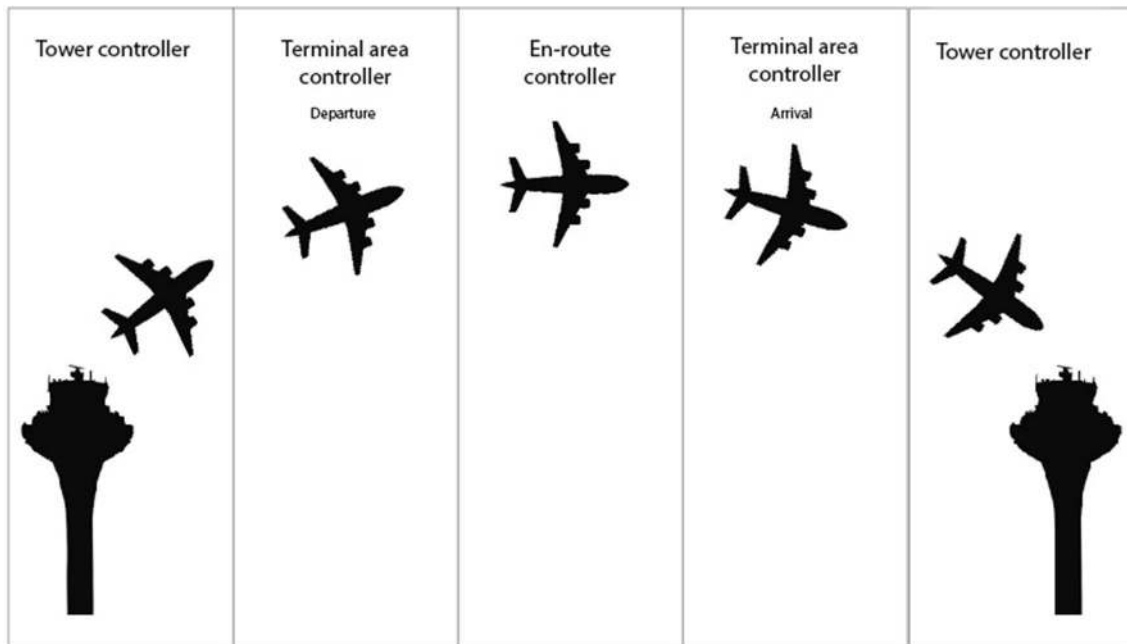 Tower controller
Terminal area
controller
Departure
En-route
controller
Terminal area
controller
Arrival
Tower controller